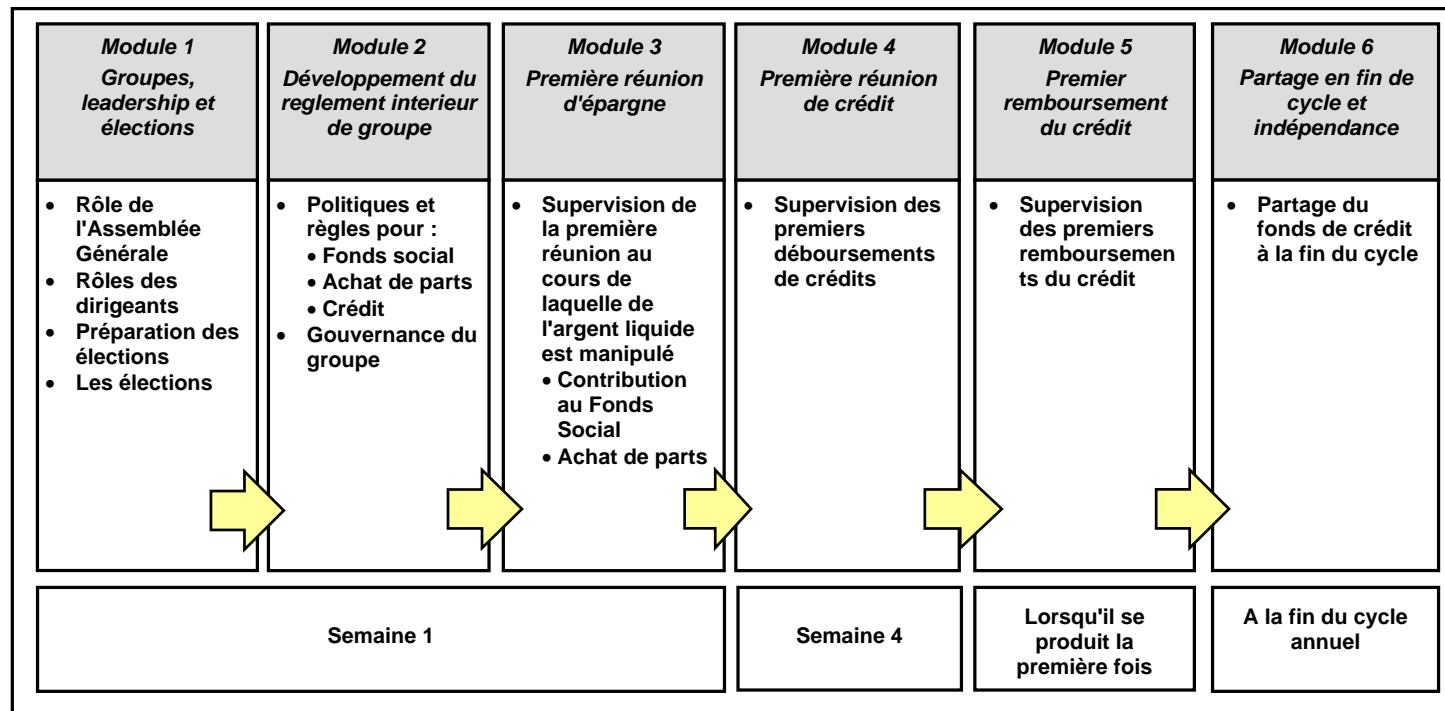 Module 1
Groupes,
leadership et
élections
Module 2
Développement du
reglement interieur
de groupe
Module 3
Première réunion
d'épargne
Module 4
Première réunion
de crédit
Module 5
Premier
remboursement
du crédit
Module 6
Partage en fin de
cycle et
indépendance
• Rôle de
l'Assemblée
Générale
• Rôles des
dirigeants
• Préparation des
élections
• Les élections
• Politiques et
règles pour :
• Fonds social
• Achat de parts
• Crédit
• Gouvernance du
groupe
• Supervision de
la première
réunion au
cours de
laquelle de
l'argent liquide
est manipulé
• Contribution
au Fonds
Social
• Achat de parts
• Supervision des
premiers
déboursements
de crédits
• Supervision
des premiers
remboursemen
ts du crédit
• Partage du
fonds de crédit
à la fin du cycle
Semaine 1
Semaine 4
Lorsqu'il se
produit la
première fois
A la fin du cycle
annuel